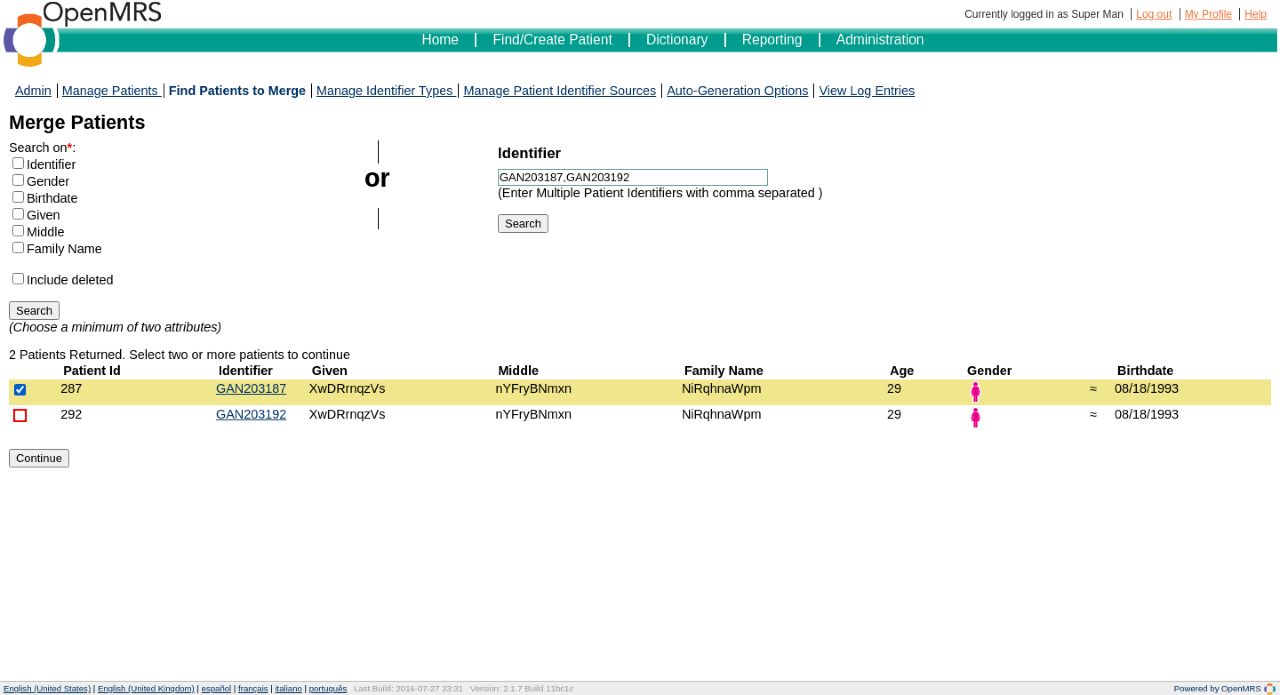 OpenMRS
Currently logged in as Super Man | Log out | My Profile | Help
Home | Find/Create Patient | Dictionary | Reporting | Administration
Admin | Manage Patients | Find Patients to Merge | Manage Identifier Types | Manage Patient Identifier Sources | Auto-Generation Options | View Log Entries
Merge Patients
Search on*:
Identifier
Gender
Birthdate
Given
Middle
Family Name
Include deleted
Search
(Choose a minimum of two attributes)
or
Identifier
GAN203187,GAN203192
(Enter Multiple Patient Identifiers with comma separated )
Search
2 Patients Returned. Select two or more patients to continue
Patient Id Identifier Given Middle Family Name Age Gender Birthdate
287 GAN203187 XwDRrnqzVs nYFryBNmxn NiRqhnaWpm 29 ≈ 08/18/1993
292 GAN203192 XwDRrnqzVs nYFryBNmxn NiRqhnaWpm 29 ≈ 08/18/1993
Continue
English (United States) | English (United Kingdom) | español | français | italiano | português Last Build: 2016-07-27 23:31 Version: 2.1.7 Build 11bc1c Powered by OpenMRS